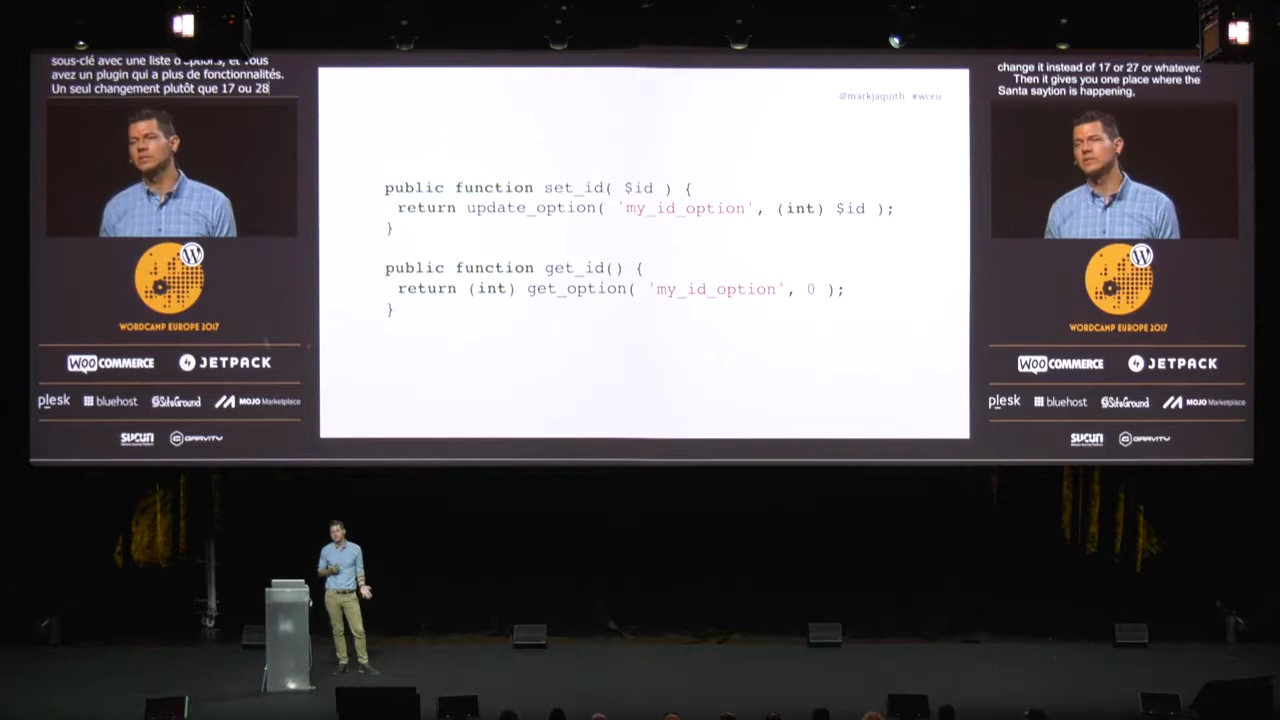 sous-clé avec une liste d'options, et vous
avez un plugin qui a plus de fonctionnalités.
Un seul changement plutôt que 17 ou 28
WORDCAMP EUROPE 2017
WOO COMMERCE
JETPACK
plesk
bluehost
SiteGround
MOJO Marketplace
SUCURI
GRAVITY
@markjaquith #wceu
public function set_id( $id ) {
return update_option( 'my_id_option', (int) $id );
}
public function get_id() {
return (int) get_option( 'my_id_option', 0 );
}
change it instead of 17 or 27 or whatever.
Then it gives you one place where the
Santa saytion is happening,
WORDCAMP EUROPE 2017
WOO COMMERCE
JETPACK
plesk
bluehost
SiteGround
MOJO Marketplace
SUCURI
GRAVITY